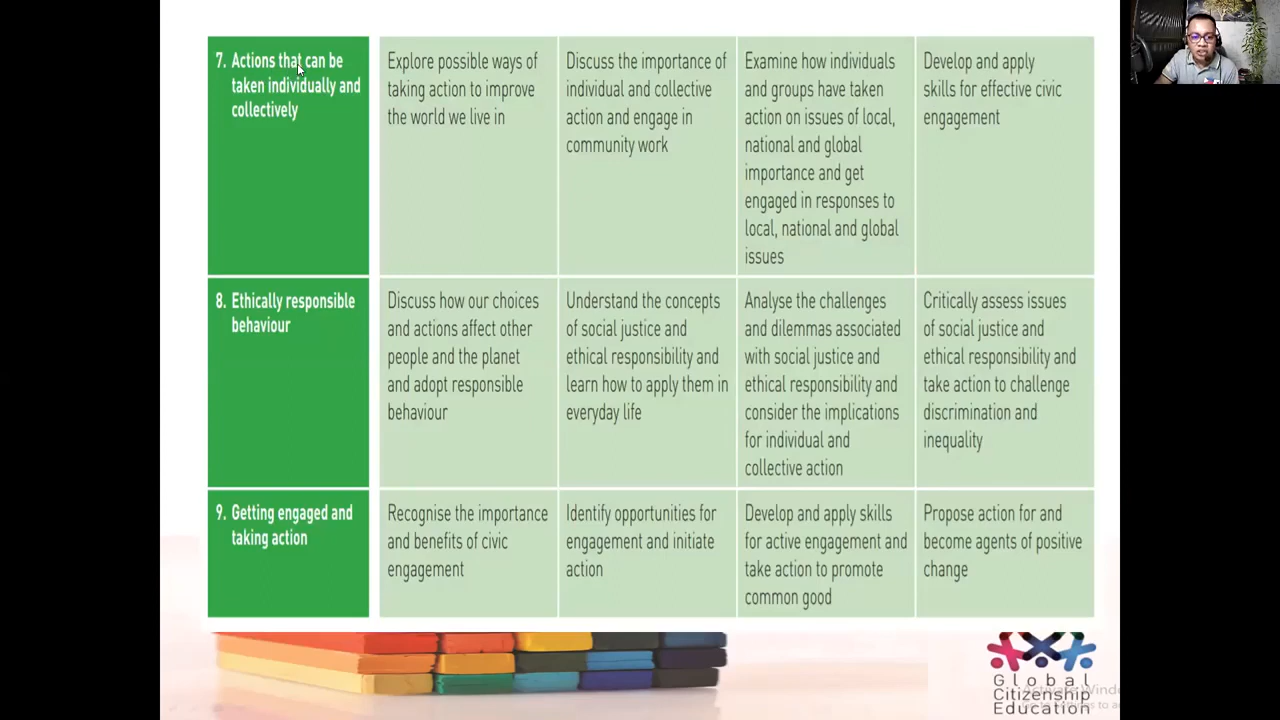 7. Actions that can be
taken individually and
collectively
Explore possible ways of
taking action to improve
the world we live in
Discuss the importance of
individual and collective
action and engage in
community work
Examine how individuals
and groups have taken
action on issues of local,
national and global
importance and get
engaged in responses to
local, national and global
issues
Develop and apply
skills for effective civic
engagement
8. Ethically responsible
behaviour
Discuss how our choices
and actions affect other
people and the planet
and adopt responsible
behaviour
Understand the concepts
of social justice and
ethical responsibility and
learn how to apply them in
everyday life
Analyse the challenges
and dilemmas associated
with social justice and
ethical responsibility and
consider the implications
for individual and
collective action
Critically assess issues
of social justice and
ethical responsibility and
take action to challenge
discrimination and
inequality
9. Getting engaged and
taking action
Recognise the importance
and benefits of civic
engagement
Identify opportunities for
engagement and initiate
action
Develop and apply skills
for active engagement and
take action to promote
common good
Propose action for and
become agents of positive
change
Global
Citizenship
Education